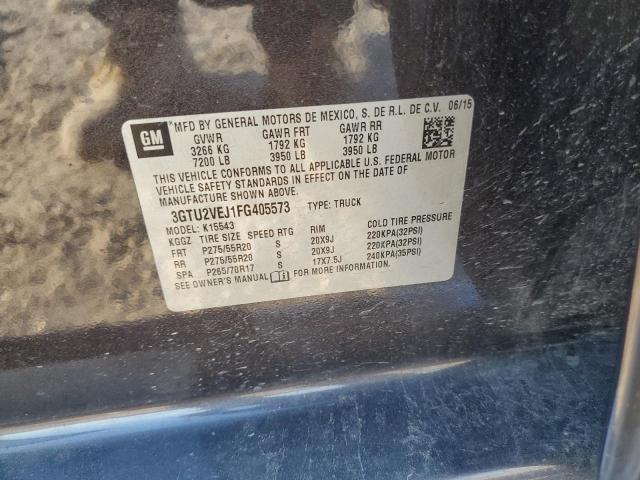 GM
*MFD BY GENERAL MOTORS DE MEXICO, S. DE R.L. DE C.V. 06/15
GVWR GAWR FRT GAWR RR
3266 KG 1792 KG 1792 KG
7200 LB 3950 LB 3950 LB
THIS VEHICLE CONFORMS TO ALL APPLICABLE U.S. FEDERAL MOTOR
VEHICLE SAFETY STANDARDS IN EFFECT ON THE DATE OF
MANUFACTURE SHOWN ABOVE.*
3GTU2VEJ1FG405573 TYPE: TRUCK
MODEL: K15543
KGGZ TIRE SIZE SPEED RTG RIM COLD TIRE PRESSURE
FRT P275/55R20 S 20X9J 220KPA(32PSI)
RR P275/55R20 S 20X9J 220KPA(32PSI)
SPA P265/70R17 S 17X7.5J 240KPA(35PSI)
SEE OWNER'S MANUAL FOR MORE INFORMATION